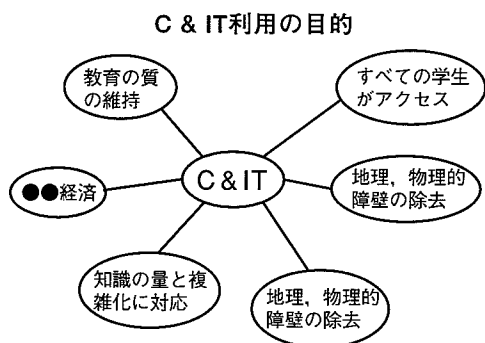 C & IT利用の目的
教育の質
の維持
すべての学生
がアクセス
C & IT
●●経済
地理，物理的
障壁の除去
知識の量と複
雑化に対応
地理，物理的
障壁の除去